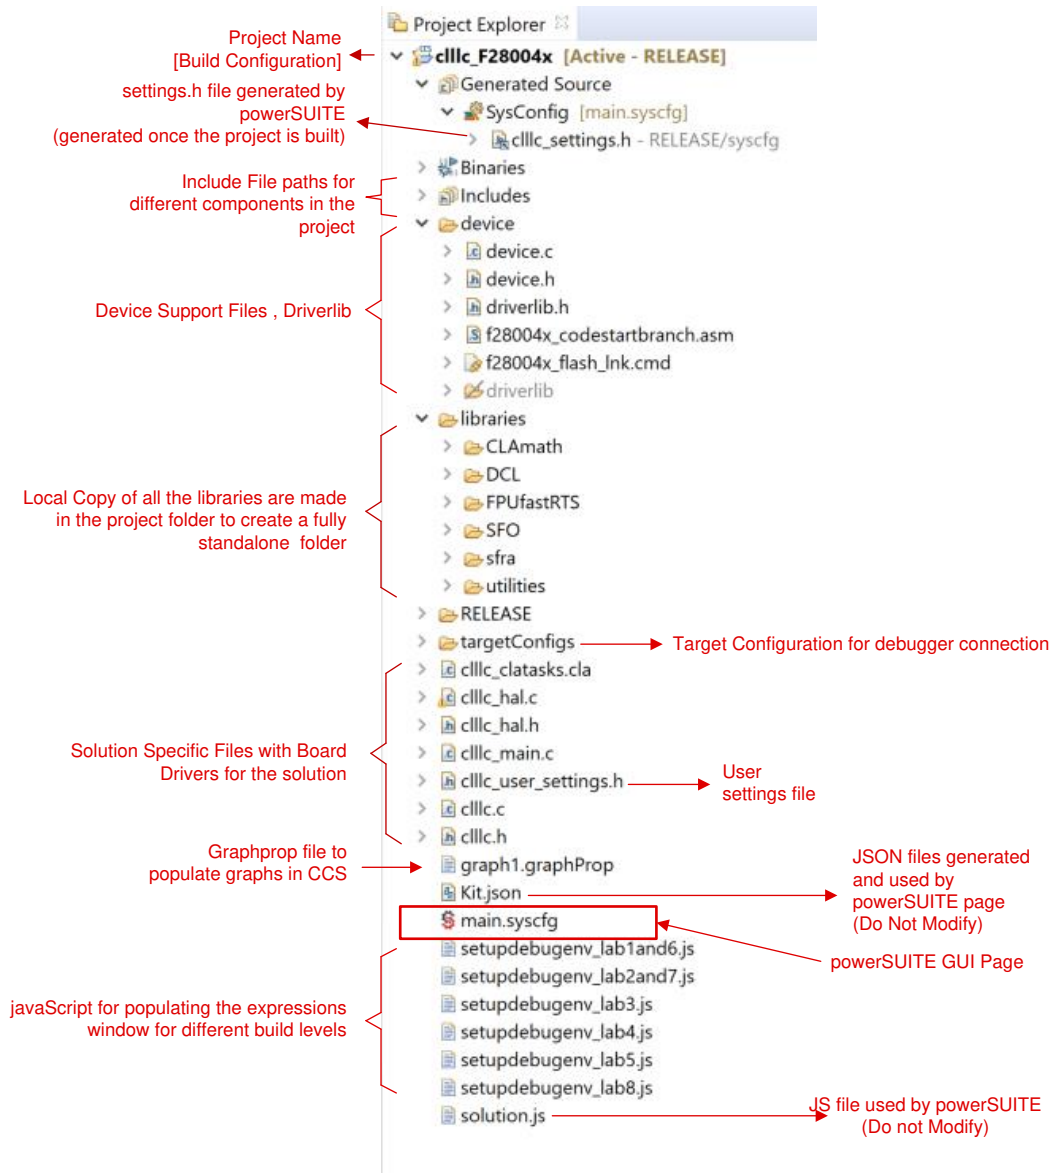 Project Explorer
Project Name
[Build Configuration]
clllc_F28004x [Active - RELEASE]
Generated Source
settings.h file generated by
powerSUITE
(generated once the project is built)
SysConfig [main.syscfg]
clllc_settings.h - RELEASE/syscfg
Binaries
Include File paths for
different components in the
project
Includes
device
device.c
device.h
Device Support Files , Driverlib
driverlib.h
f28004x_codestartbranch.asm
f28004x_flash_lnk.cmd
driverlib
libraries
CLAmath
DCL
Local Copy of all the libraries are made
in the project folder to create a fully
standalone folder
FPUfastRTS
SFO
sfra
utilities
RELEASE
targetConfigs
Target Configuration for debugger connection
clllc_clatasks.cla
clllc_hal.c
clllc_hal.h
Solution Specific Files with Board
Drivers for the solution
clllc_main.c
clllc_user_settings.h
User
settings file
clllc.c
clllc.h
Graphprop file to
populate graphs in CCS
graph1.graphProp
Kit.json
JSON files generated
and used by
powerSUITE page
(Do Not Modify)
main.syscfg
powerSUITE GUI Page
setupdebugenv_lab1and6.js
setupdebugenv_lab2and7.js
javaScript for populating the expressions
window for different build levels
setupdebugenv_lab3.js
setupdebugenv_lab4.js
setupdebugenv_lab5.js
setupdebugenv_lab8.js
solution.js
JS file used by powerSUITE
(Do not Modify)